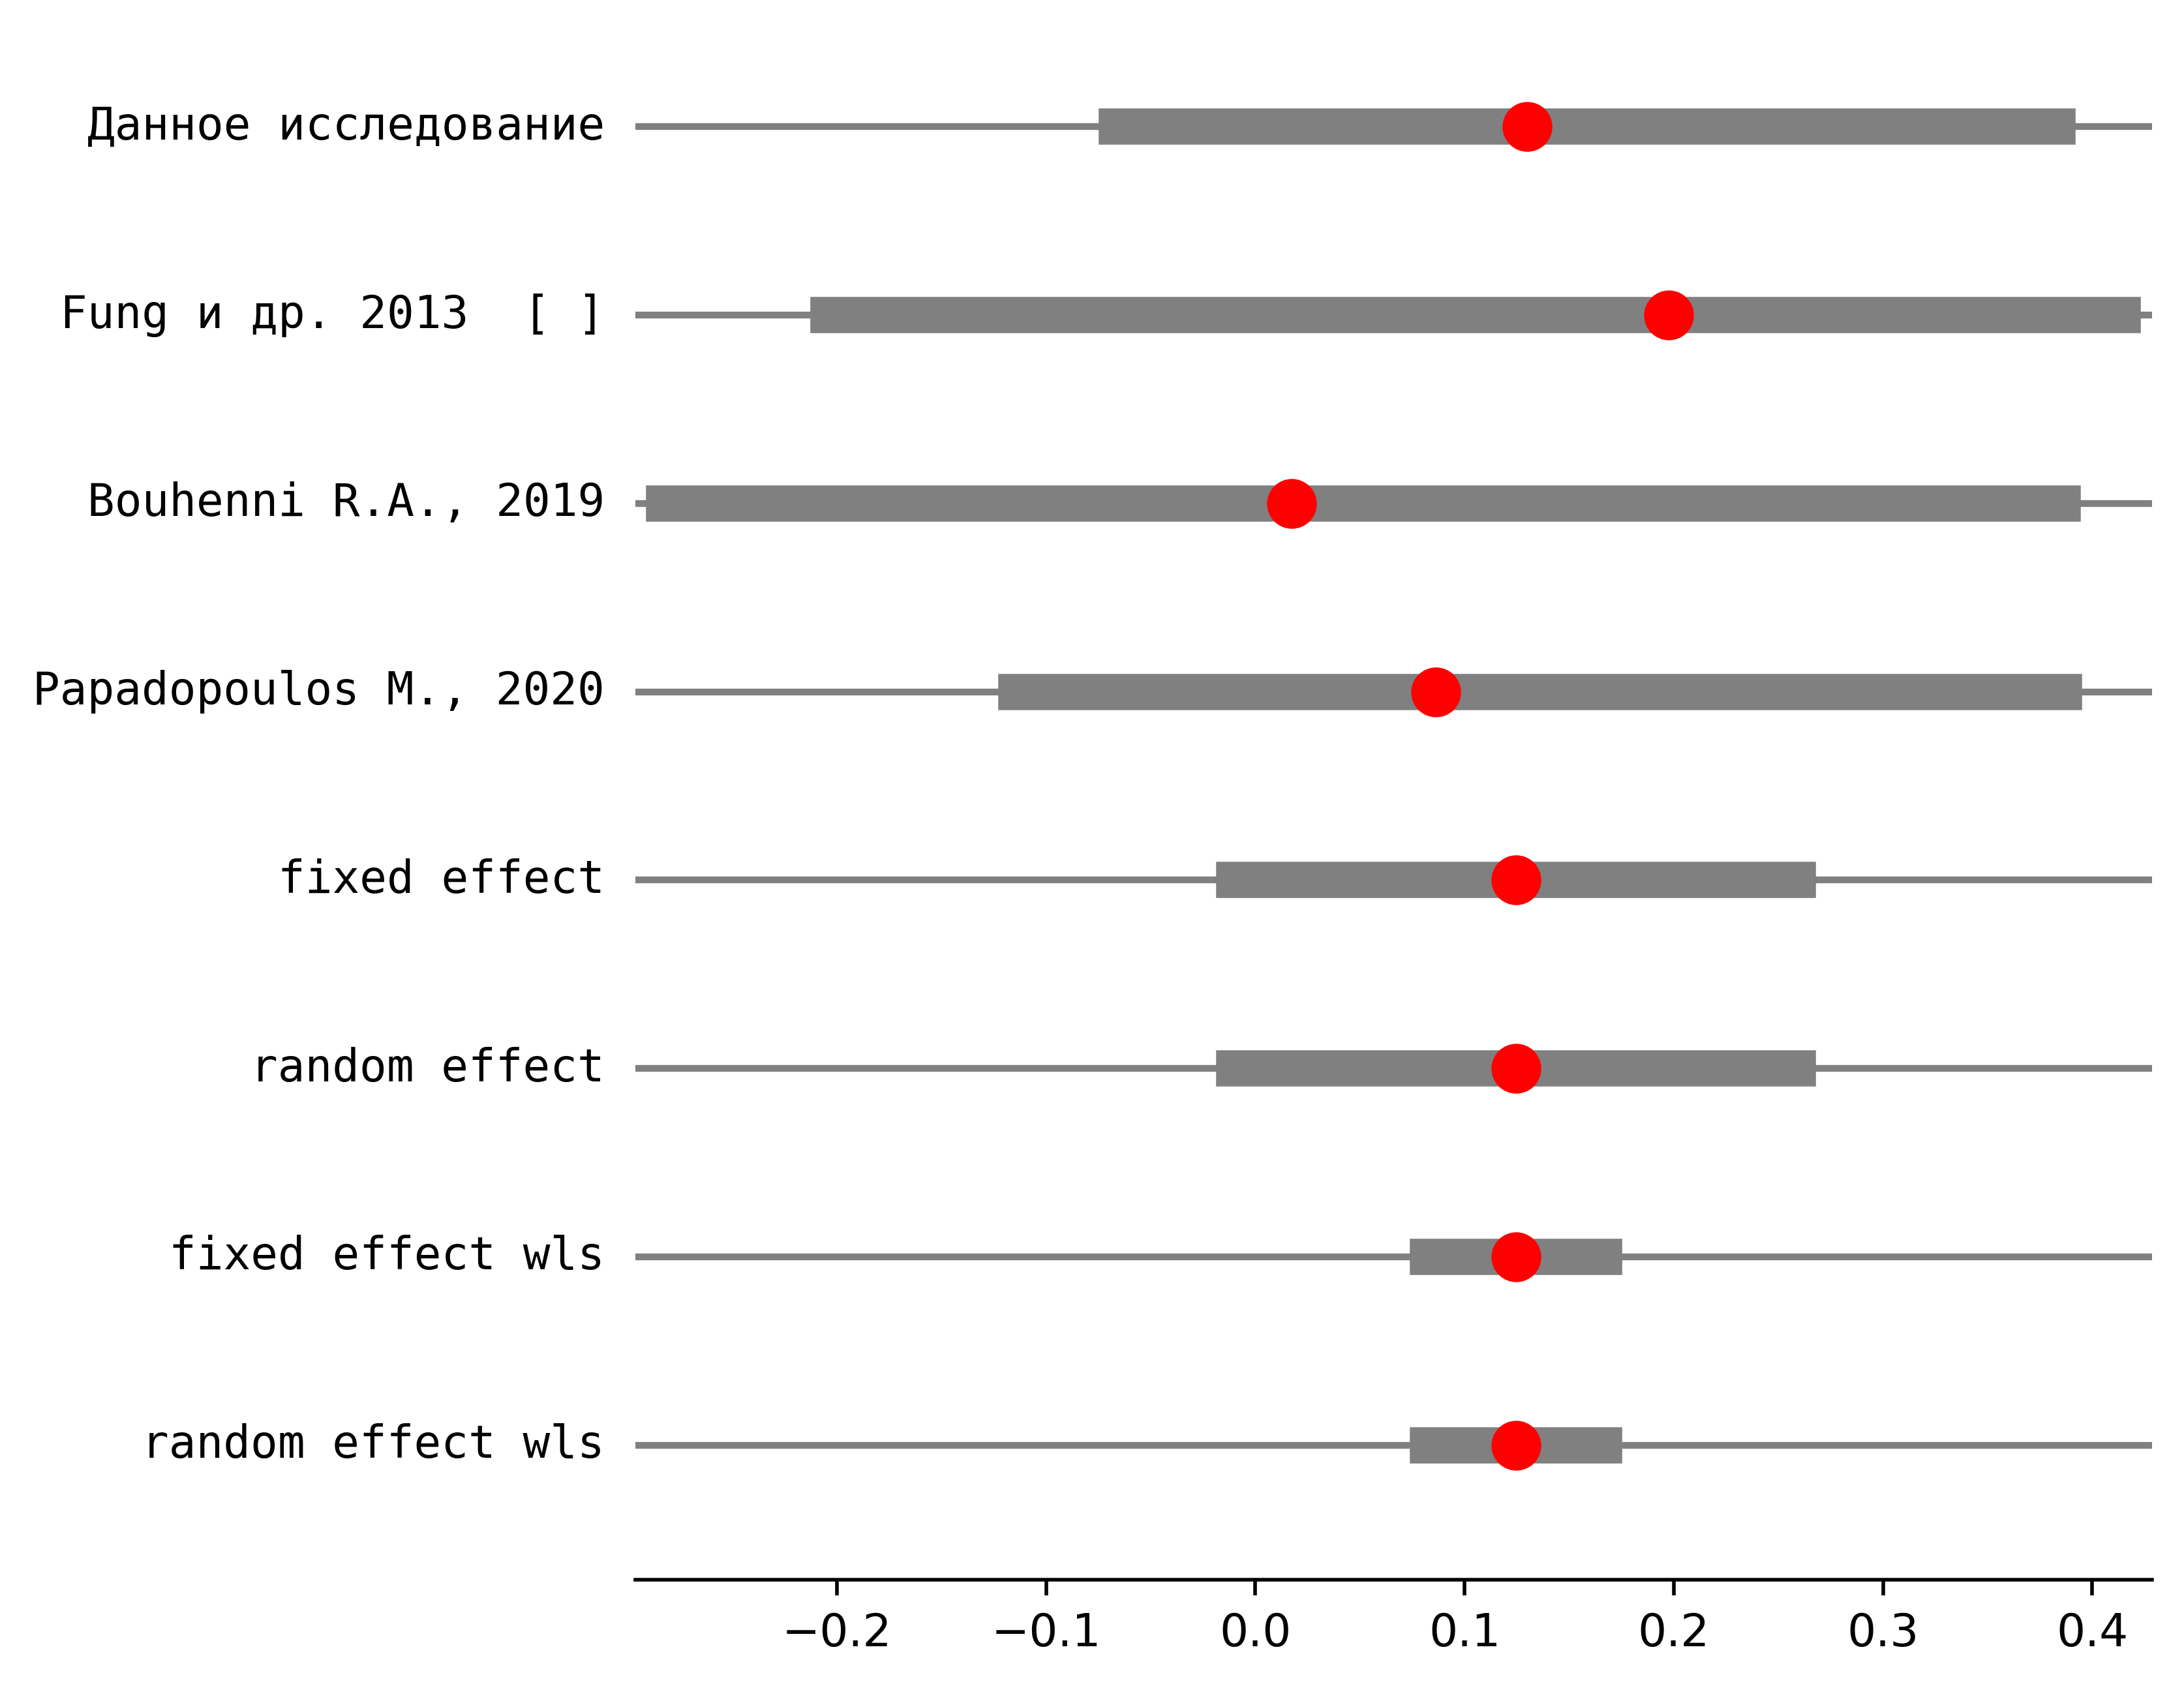 Данное исследование
Fung и др. 2013  [ ]
Bouhenni R.A., 2019
Papadopoulos M., 2020
fixed effect
random effect
fixed effect wls
random effect wls
−0.2 −0.1 0.0 0.1 0.2 0.3 0.4